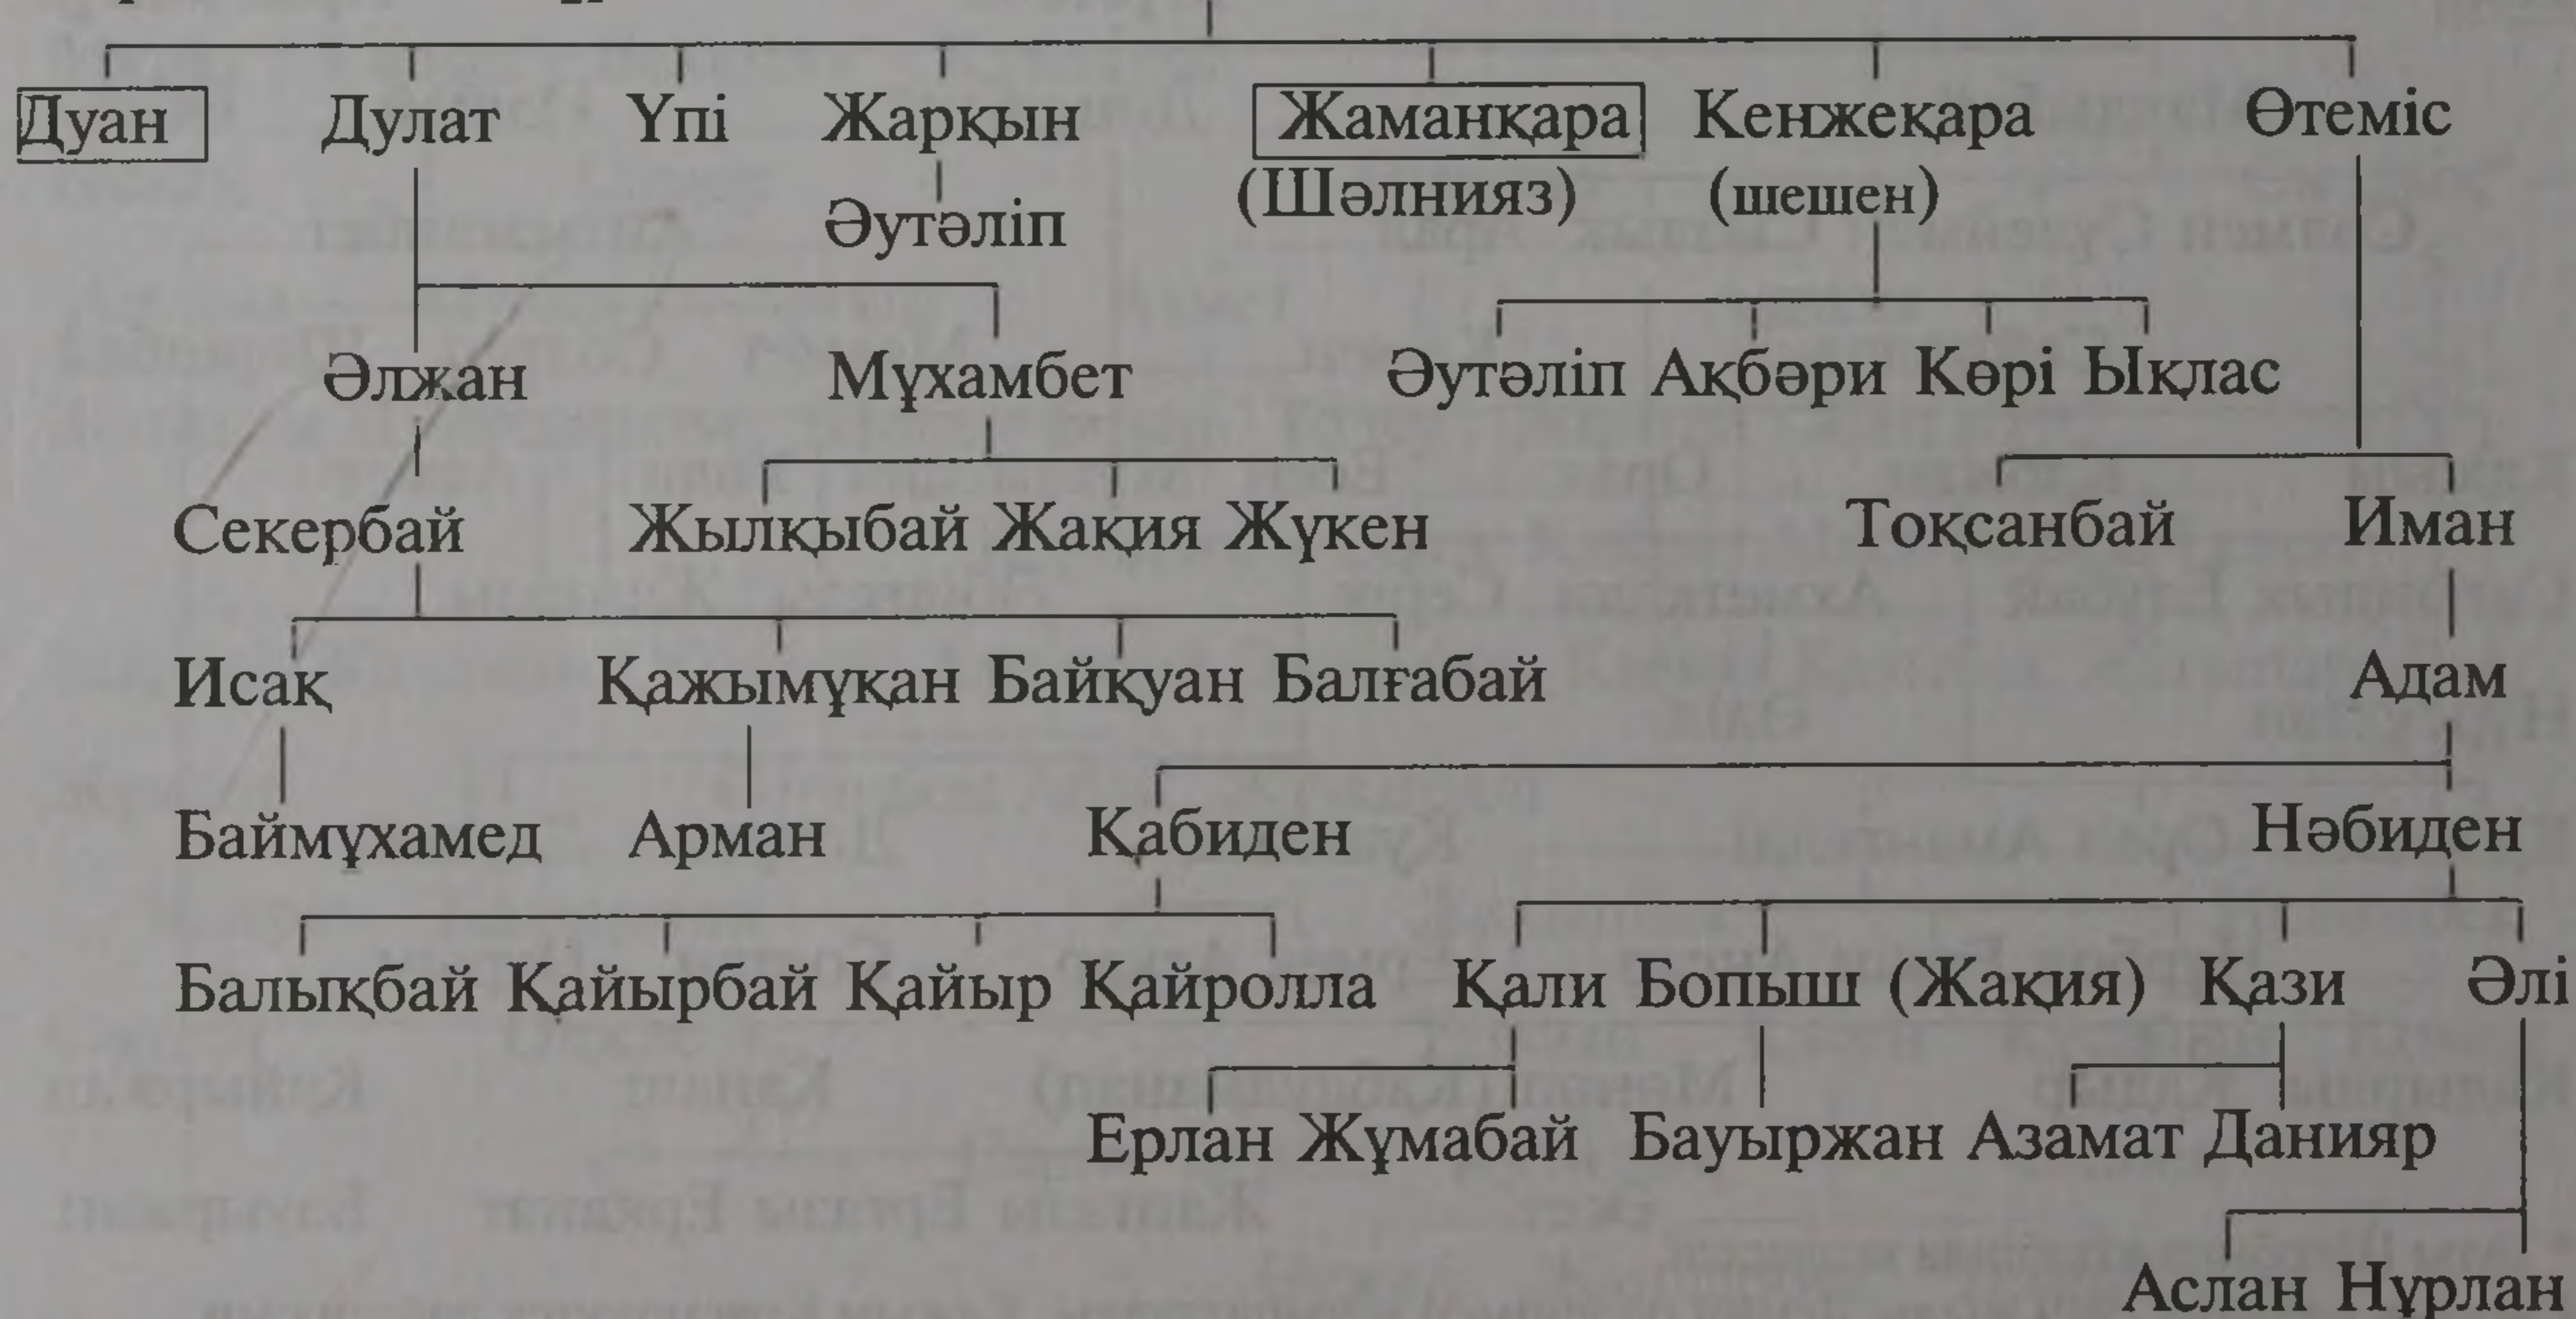 Дуан Дулат Үпі Жарқын Жаманқара Кенжеқара Өтеміс
(Шәлнияз) (шешен)
Әутәліп
Әлжан Мұхамбет Әутәліп Ақбәри Көрі Ықлас
Секербай Жылқыбай Жақия Жүкен Тоқсанбай Иман
Исақ Қажымұқан Байқуан Балғабай Адам
Баймұхамед Арман Қабиден Нәбиден
Балықбай Қайырбай Қайыр Қайролла Қали Бопыш (Жақия) Қази Әлі
Ерлан Жұмабай Бауыржан Азамат Данияр
Аслан Нұрлан